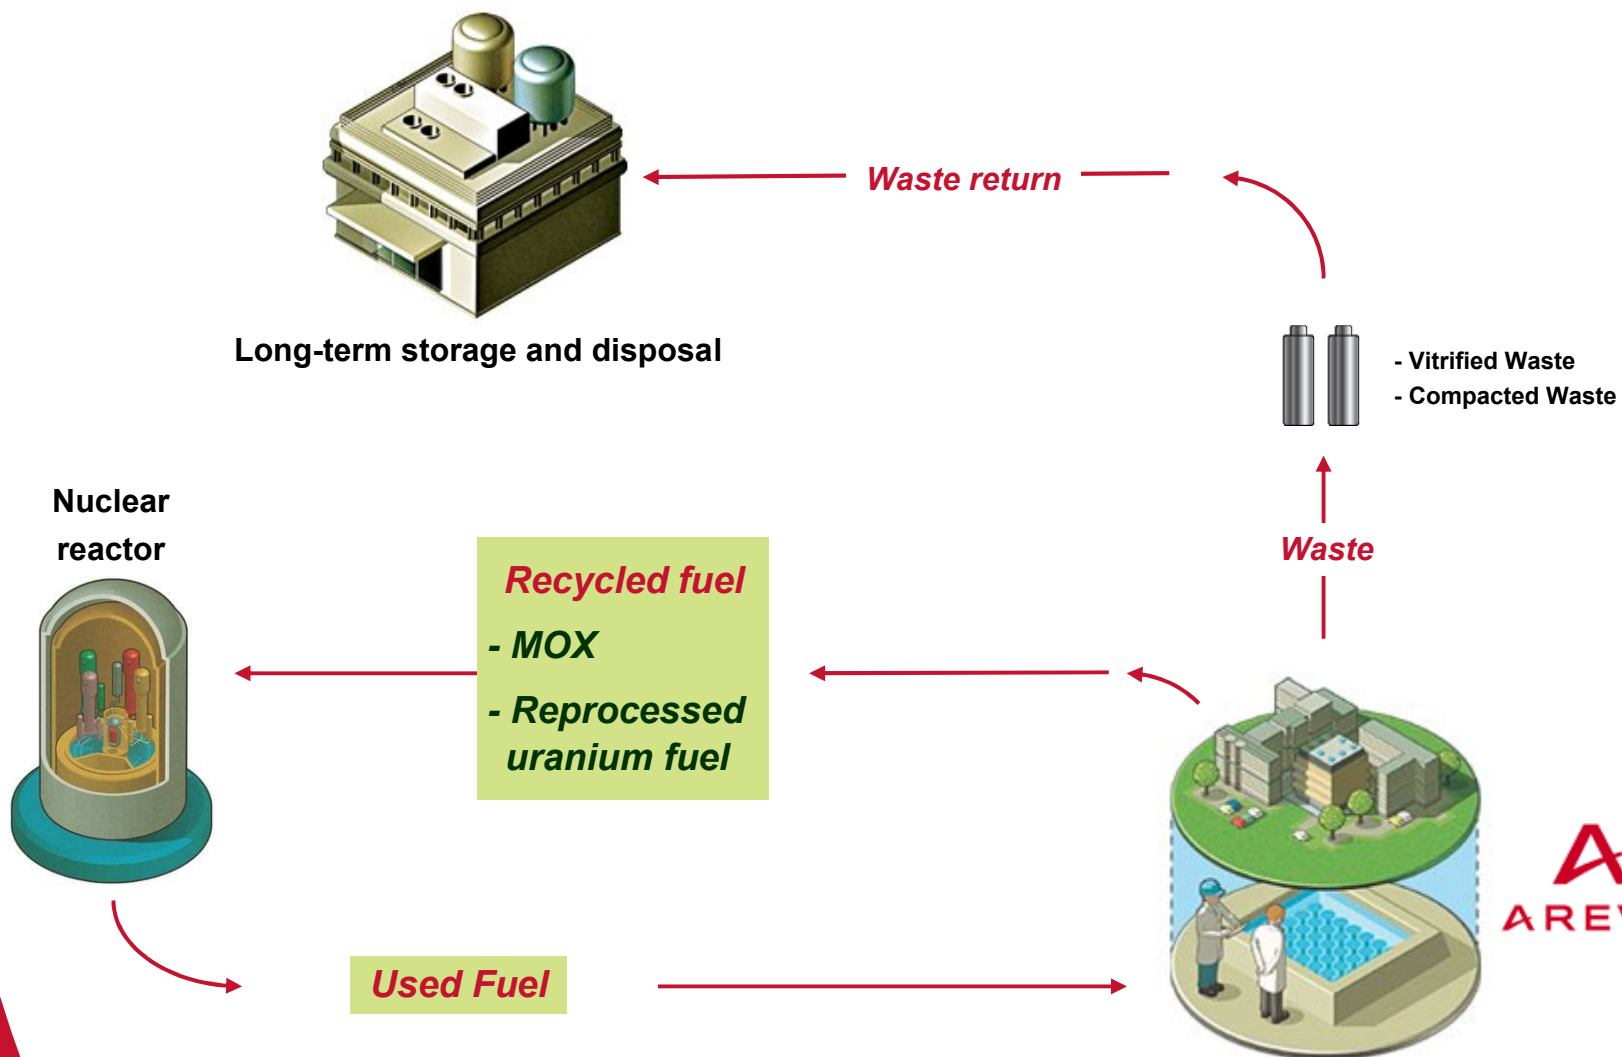 Waste return
Long-term storage and disposal
- Vitrified Waste
- Compacted Waste
Nuclear
reactor
Waste
Recycled fuel
- MOX
- Reprocessed
uranium fuel
Used Fuel